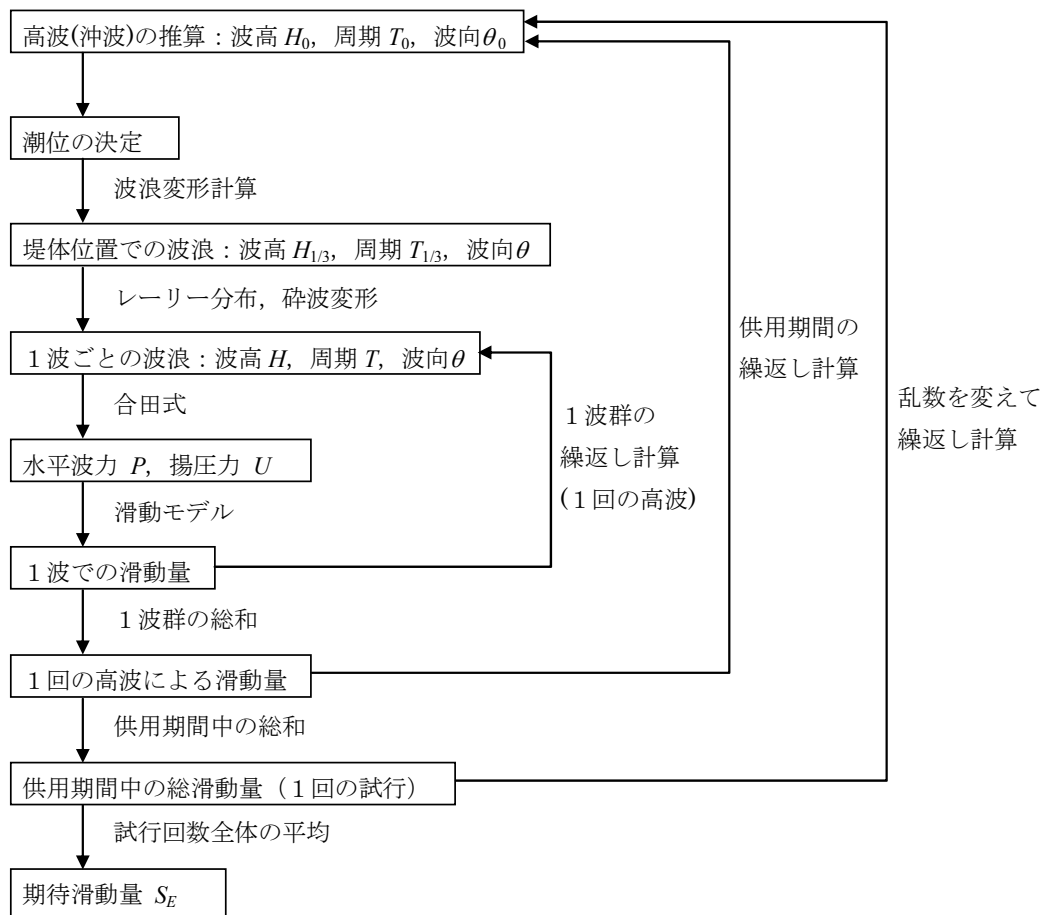 高波(沖波)の推算：波高 H₀，周期 T₀，波向θ₀
潮位の決定
波浪変形計算
堤体位置での波浪：波高 H₁/₃，周期 T₁/₃，波向θ
レーリー分布，砕波変形
１波ごとの波浪：波高 H，周期 T，波向θ
合田式
水平波力 P，揚圧力 U
滑動モデル
１波での滑動量
１波群の総和
１回の高波による滑動量
供用期間中の総和
供用期間中の総滑動量（１回の試行）
試行回数全体の平均
期待滑動量 S_E
１波群の
繰返し計算
(１回の高波)
供用期間の
繰返し計算
乱数を変えて
繰返し計算